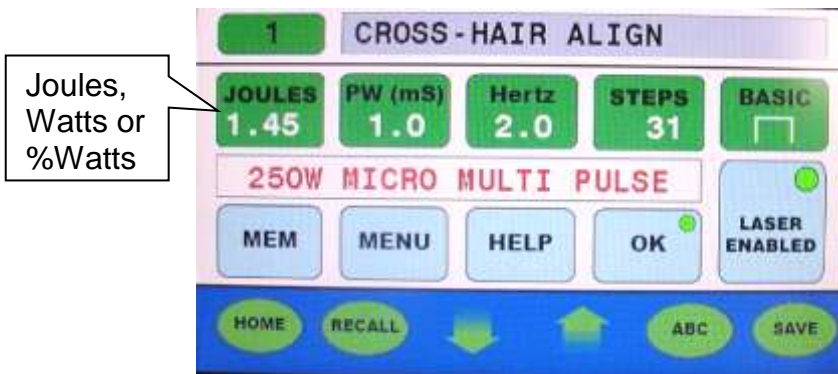 1 CROSS-HAIR ALIGN
Joules,
Watts or
%Watts
JOULES PW (mS) Hertz STEPS BASIC
1.45 1.0 2.0 31
250W MICRO MULTI PULSE
MEM MENU HELP OK LASER
ENABLED
HOME RECALL ABC SAVE